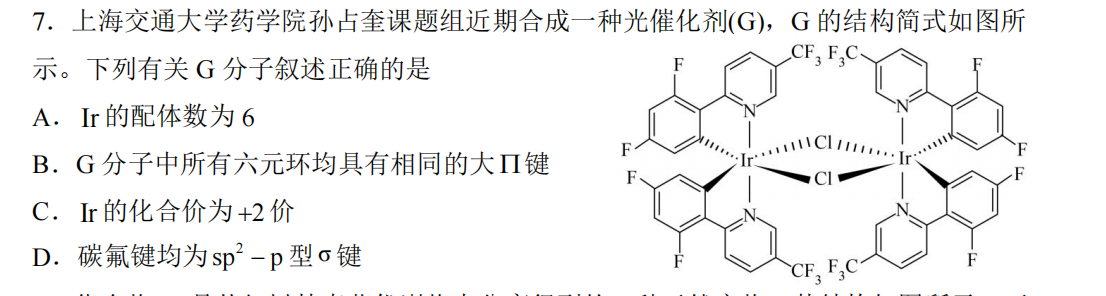 7．上海交通大学药学院孙占奎课题组近期合成一种光催化剂(G)，G 的结构简式如图所
示。下列有关 G 分子叙述正确的是
A．Ir 的配体数为 6
B．G 分子中所有六元环均具有相同的大 Π 键
C．Ir 的化合价为 +2 价
D．碳氟键均为 sp² − p 型 σ 键
CF₃ F₃C
F F
N N
F Cl F
Ir Ir
F Cl F
N N
F F
CF₃ F₃C